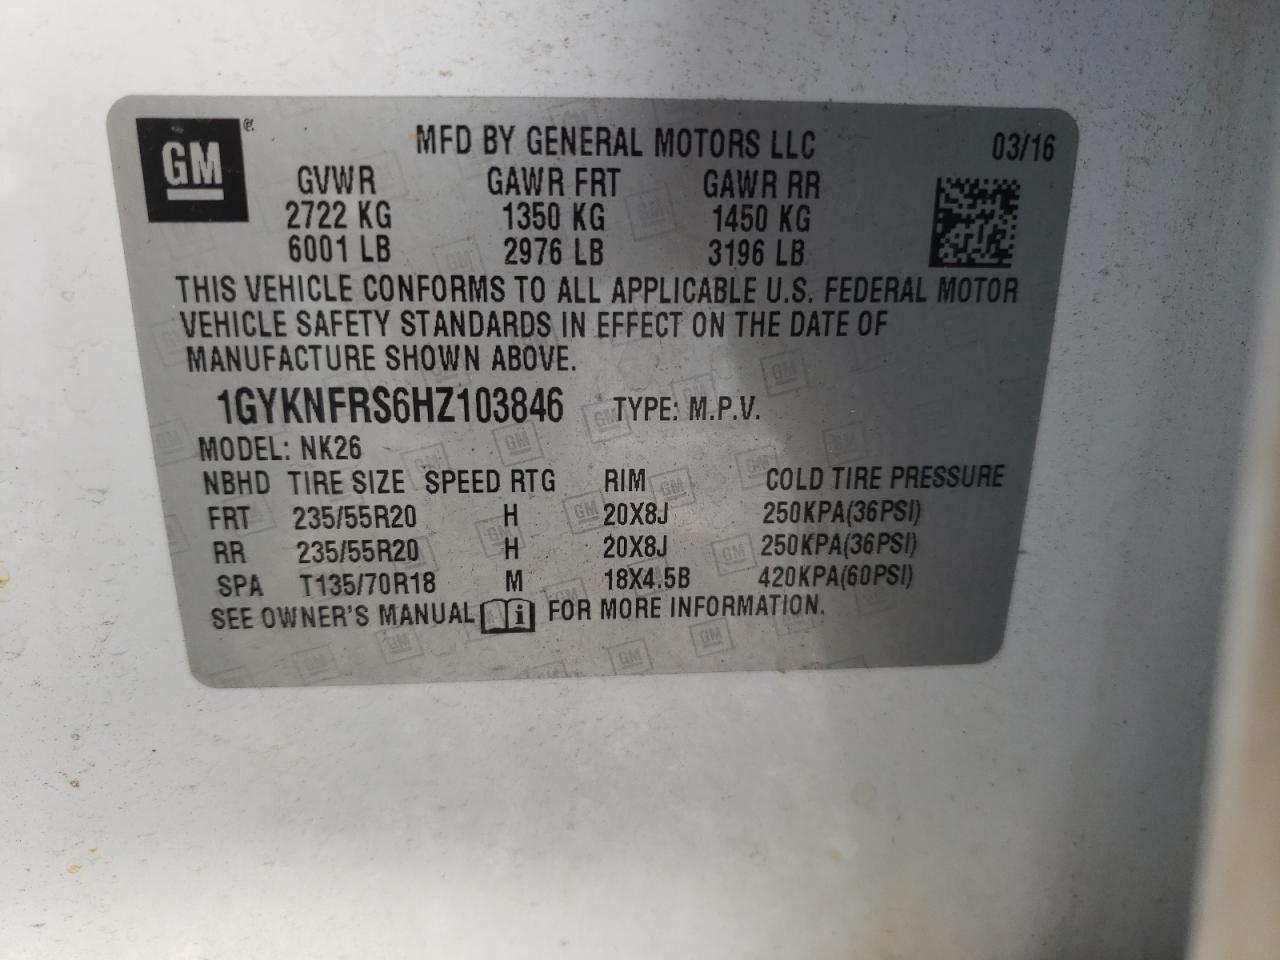 GM
MFD BY GENERAL MOTORS LLC 03/16
GVWR GAWR FRT GAWR RR
2722 KG 1350 KG 1450 KG
6001 LB 2976 LB 3196 LB
THIS VEHICLE CONFORMS TO ALL APPLICABLE U.S. FEDERAL MOTOR
VEHICLE SAFETY STANDARDS IN EFFECT ON THE DATE OF
MANUFACTURE SHOWN ABOVE.
1GYKNFRS6HZ103846 TYPE: M.P.V.
MODEL: NK26
NBHD TIRE SIZE SPEED RTG RIM COLD TIRE PRESSURE
FRT 235/55R20 H 20X8J 250KPA(36PSI)
RR 235/55R20 H 20X8J 250KPA(36PSI)
SPA T135/70R18 M 18X4.5B 420KPA(60PSI)
SEE OWNER'S MANUAL i FOR MORE INFORMATION.